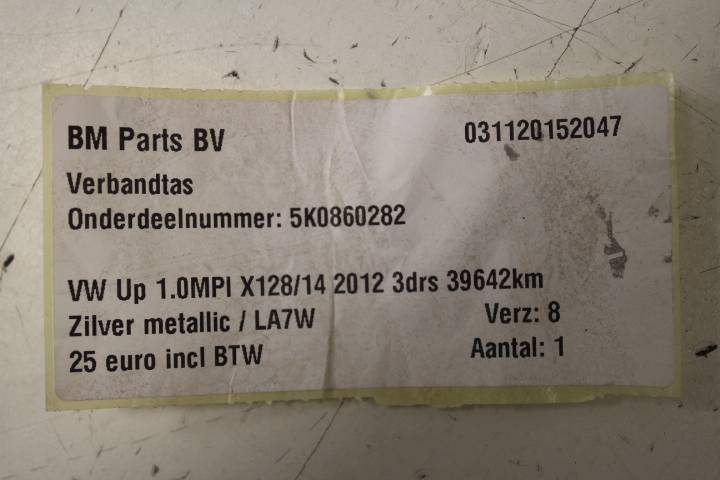 BM Parts BV 031120152047
Verbandtas
Onderdeelnummer: 5K0860282
VW Up 1.0MPI X128/14 2012 3drs 39642km
Zilver metallic / LA7W Verz: 8
25 euro incl BTW Aantal: 1